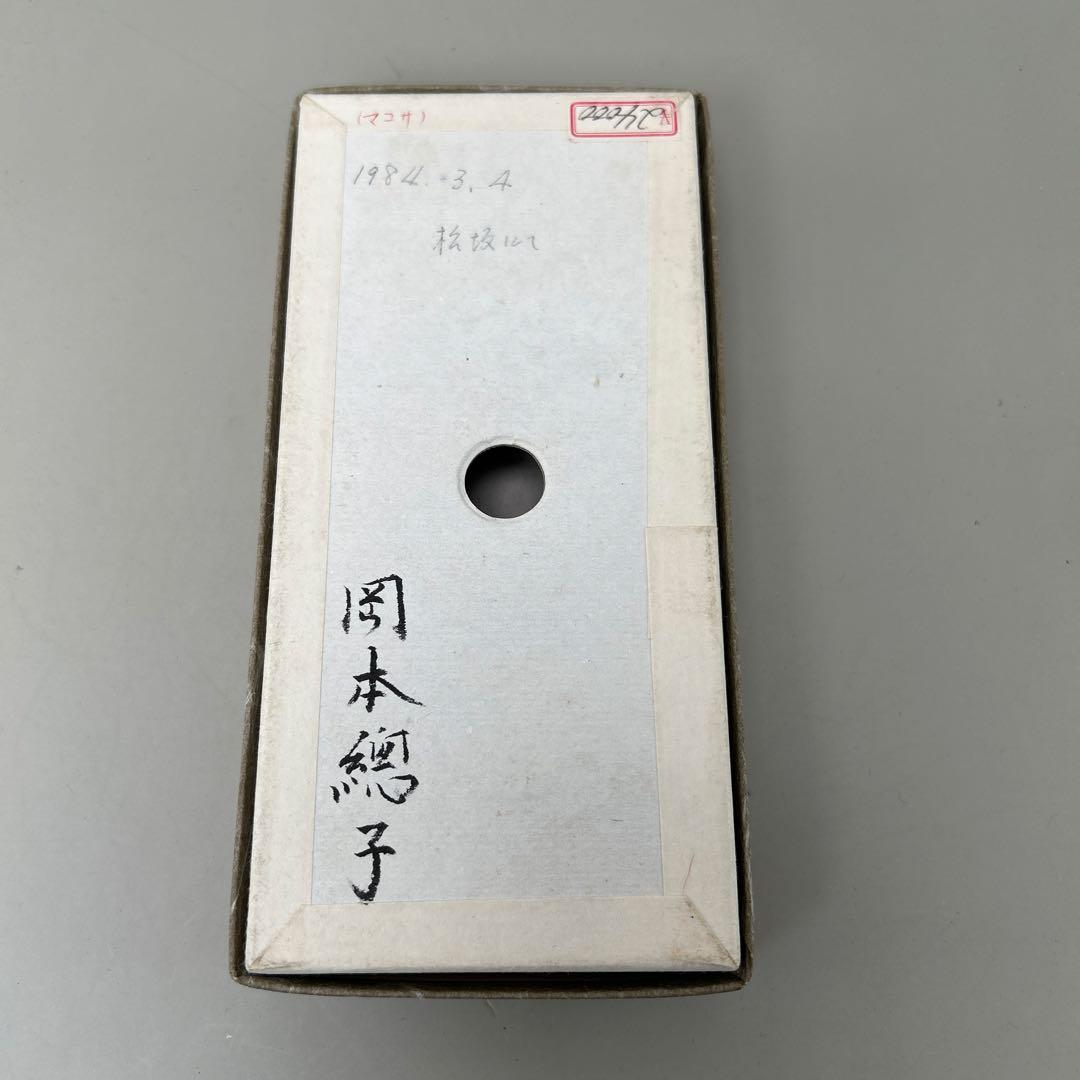 (マコサ)
24000
1984.3.4
松坂にて
岡本總子